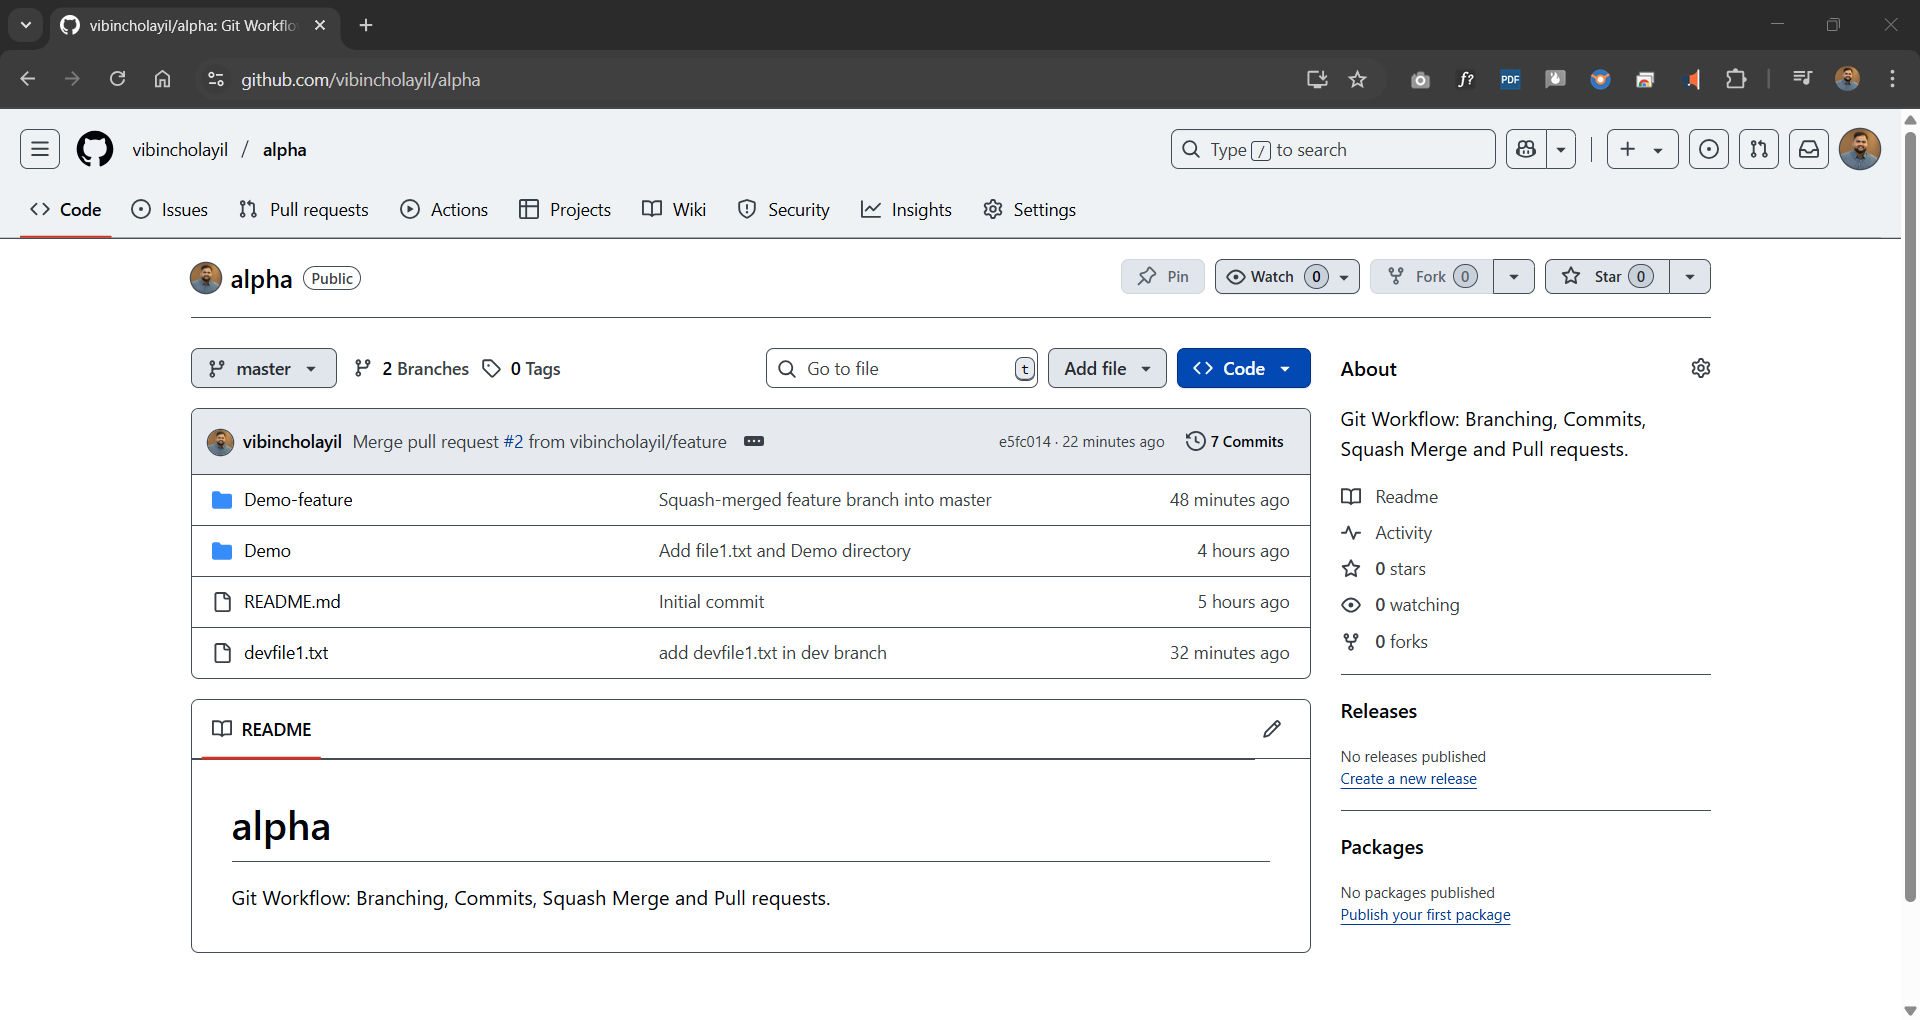 vibincholayil/alpha: Git Workflo
github.com/vibincholayil/alpha
PDF
vibincholayil / alpha
Type / to search
Code Issues Pull requests Actions Projects Wiki Security Insights Settings
alpha Public
Pin Watch 0 Fork 0 Star 0
master 2 Branches 0 Tags Go to file t Add file Code
vibincholayil Merge pull request #2 from vibincholayil/feature e5fc014 · 22 minutes ago 7 Commits
Demo-feature Squash-merged feature branch into master 48 minutes ago
Demo Add file1.txt and Demo directory 4 hours ago
README.md Initial commit 5 hours ago
devfile1.txt add devfile1.txt in dev branch 32 minutes ago
README
alpha
Git Workflow: Branching, Commits, Squash Merge and Pull requests.
About
Git Workflow: Branching, Commits,
Squash Merge and Pull requests.
Readme
Activity
0 stars
0 watching
0 forks
Releases
No releases published
Create a new release
Packages
No packages published
Publish your first package